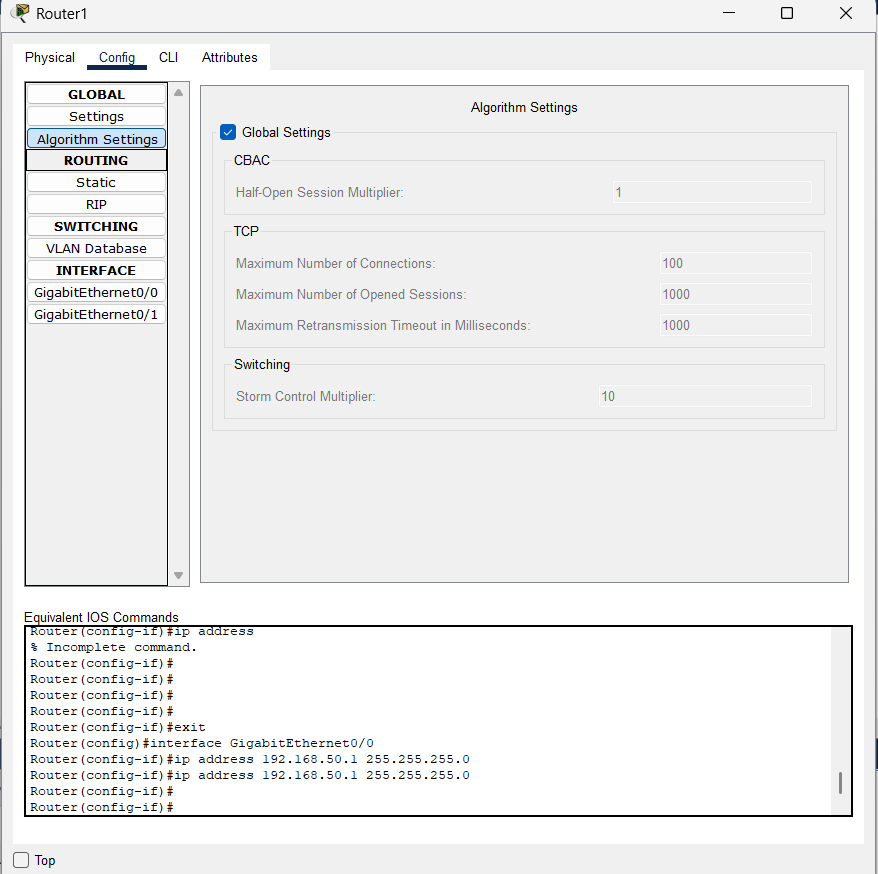 Router1
Physical Config CLI Attributes
GLOBAL
Settings
Algorithm Settings
ROUTING
Static
RIP
SWITCHING
VLAN Database
INTERFACE
GigabitEthernet0/0
GigabitEthernet0/1
Algorithm Settings
Global Settings
CBAC
Half-Open Session Multiplier: 1
TCP
Maximum Number of Connections: 100
Maximum Number of Opened Sessions: 1000
Maximum Retransmission Timeout in Milliseconds: 1000
Switching
Storm Control Multiplier: 10
Equivalent IOS Commands
Router(config-if)#ip address
% Incomplete command.
Router(config-if)#
Router(config-if)#
Router(config-if)#
Router(config-if)#
Router(config-if)#exit
Router(config)#interface GigabitEthernet0/0
Router(config-if)#ip address 192.168.50.1 255.255.255.0
Router(config-if)#ip address 192.168.50.1 255.255.255.0
Router(config-if)#
Router(config-if)#
Top